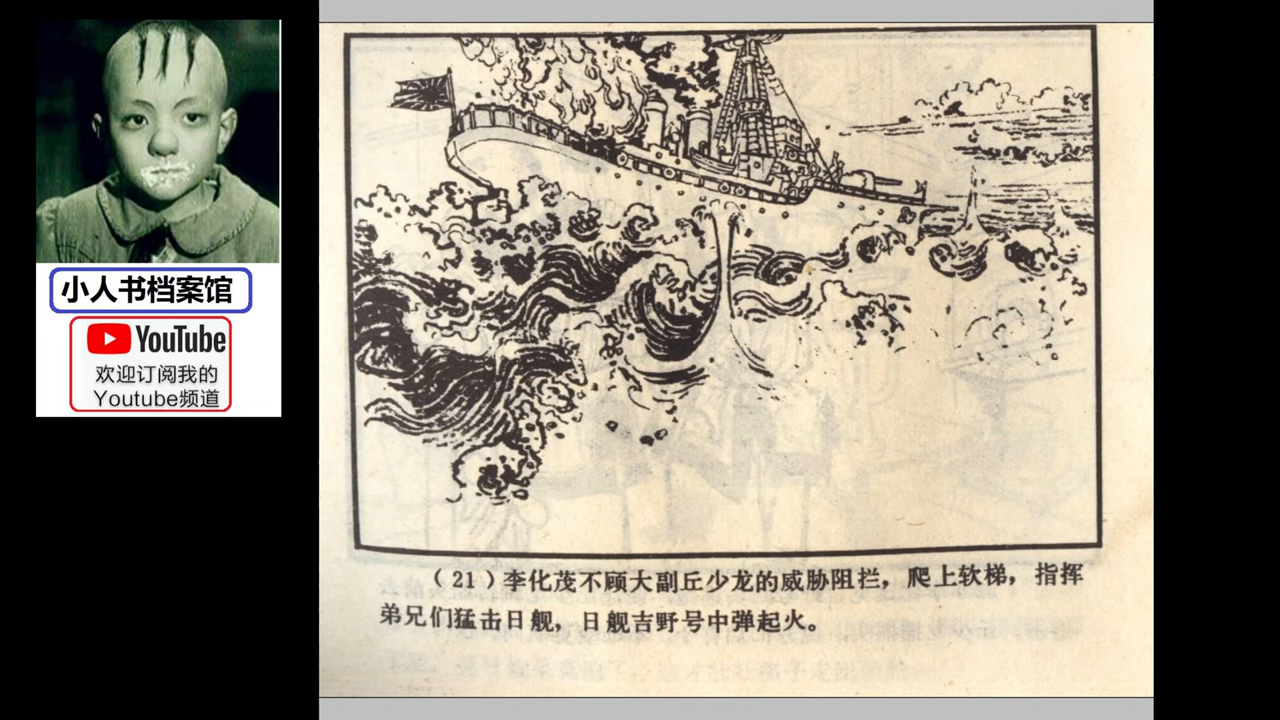 小人书档案馆
YouTube
欢迎订阅我的
Youtube频道
（21）李化茂不顾大副丘少龙的威胁阻拦，爬上软梯，指挥
弟兄们猛击日舰，日舰吉野号中弹起火。